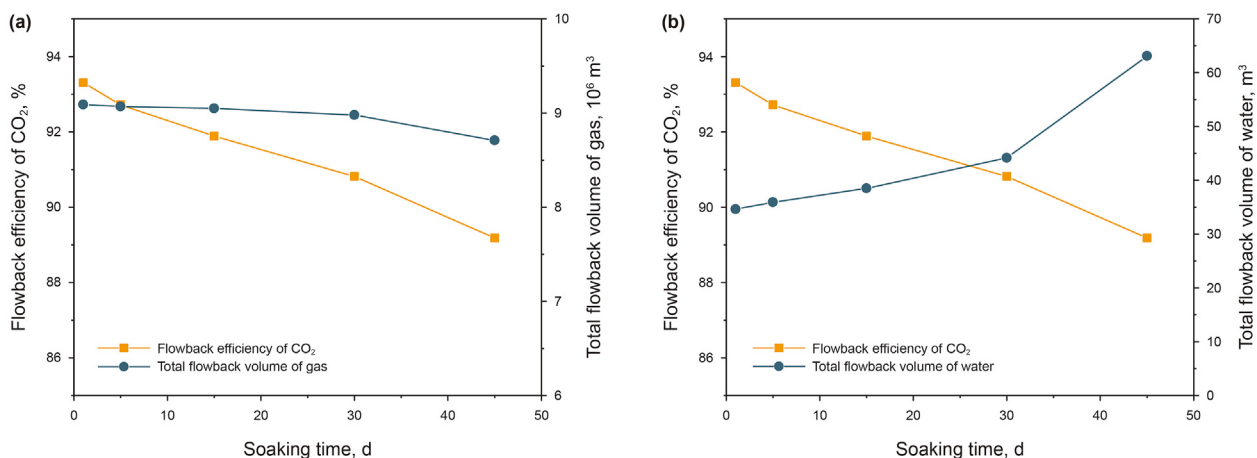 (a)
Flowback efficiency of CO₂, %
94
92
90
88
86
0
10
20
30
40
50
Soaking time, d
10
9
8
7
6
Total flowback volume of gas, 10⁶ m³
Flowback efficiency of CO₂
Total flowback volume of gas
(b)
Flowback efficiency of CO₂, %
94
92
90
88
86
0
10
20
30
40
50
Soaking time, d
70
60
50
40
30
20
10
0
Total flowback volume of water, m³
Flowback efficiency of CO₂
Total flowback volume of water